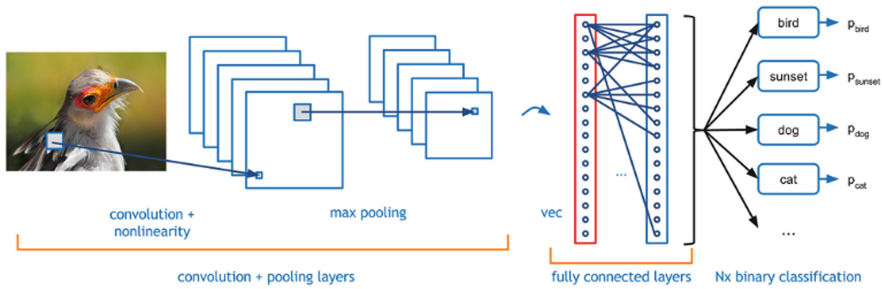 bird
p_bird
sunset
p_sunset
dog
p_dog
cat
p_cat
...
...
convolution +
nonlinearity
max pooling
vec
convolution + pooling layers
fully connected layers
Nx binary classification